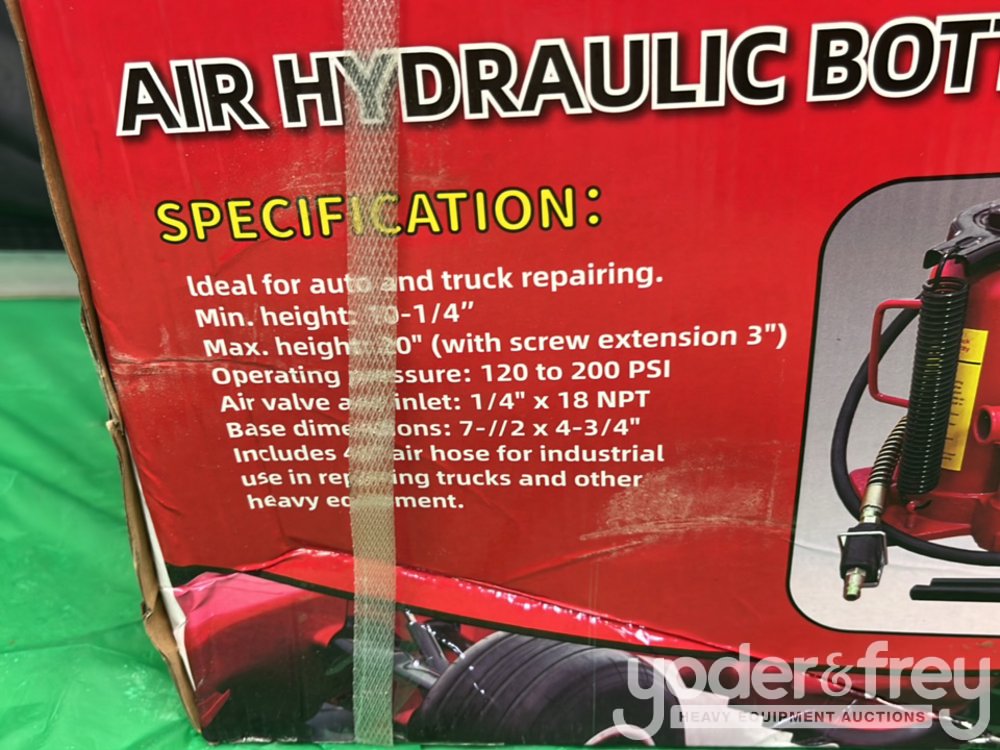 AIR HYDRAULIC BOTT
SPECIFICATION:
Ideal for auto and truck repairing.
Min. height: 10-1/4"
Max. height: 20" (with screw extension 3")
Operating pressure: 120 to 200 PSI
Air valve and inlet: 1/4" x 18 NPT
Base dimensions: 7-//2 x 4-3/4"
Includes air hose for industrial
use in repairing trucks and other
heavy equipment.
yoder&frey
HEAVY EQUIPMENT AUCTIONS